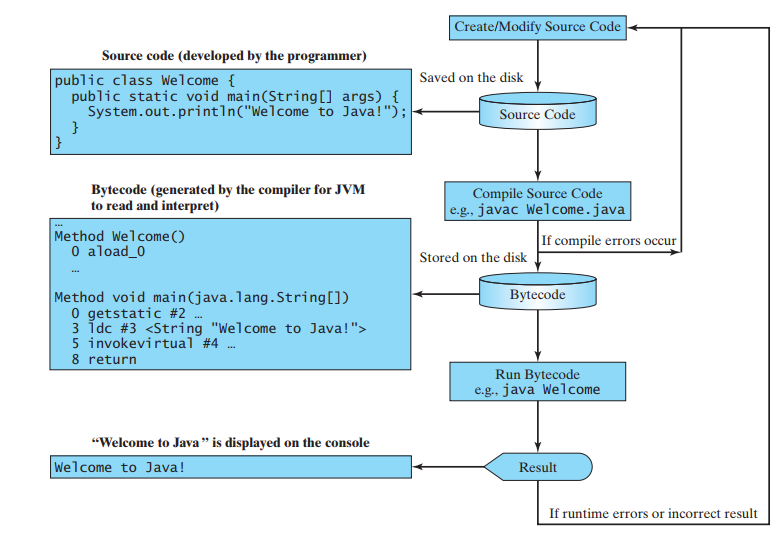 Create/Modify Source Code
Source code (developed by the programmer)
public class Welcome {
  public static void main(String[] args) {
    System.out.println("Welcome to Java!");
  }
}
Saved on the disk
Source Code
Compile Source Code
e.g., javac Welcome.java
If compile errors occur
Bytecode (generated by the compiler for JVM
to read and interpret)
…
Method Welcome()
  0 aload_0
  …
Method void main(java.lang.String[])
  0 getstatic #2 …
  3 ldc #3 <String "Welcome to Java!">
  5 invokevirtual #4 …
  8 return
Stored on the disk
Bytecode
Run Bytecode
e.g., java Welcome
“Welcome to Java” is displayed on the console
Welcome to Java!
Result
If runtime errors or incorrect result